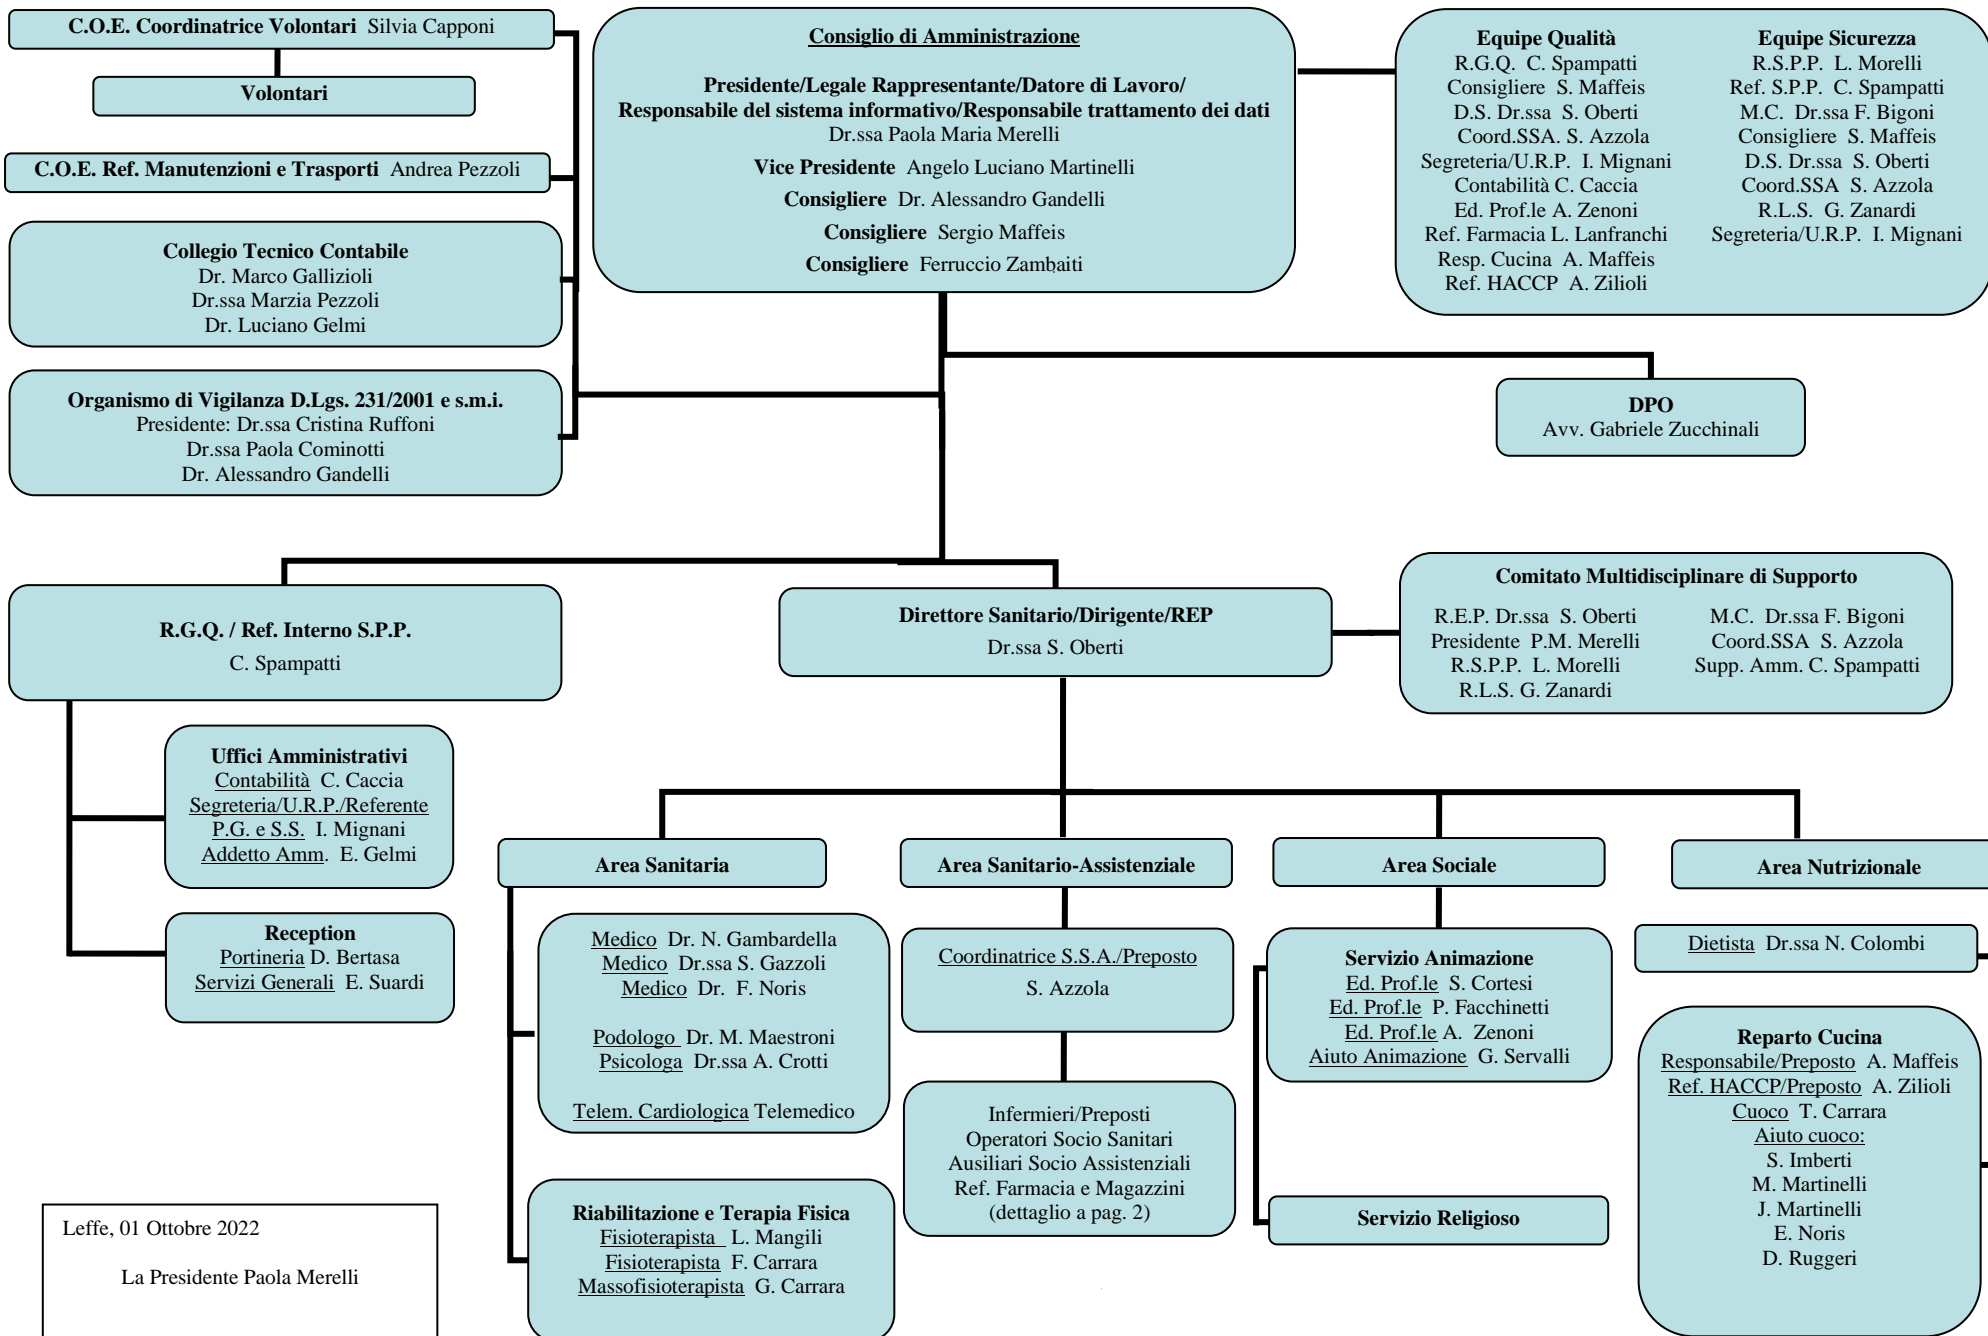 C.O.E. Coordinatrice Volontari Silvia Capponi
Volontari
C.O.E. Ref. Manutenzioni e Trasporti Andrea Pezzoli
Collegio Tecnico Contabile
Dr. Marco Gallizioli
Dr.ssa Marzia Pezzoli
Dr. Luciano Gelmi
Organismo di Vigilanza D.Lgs. 231/2001 e s.m.i.
Presidente: Dr.ssa Cristina Ruffoni
Dr.ssa Paola Cominotti
Dr. Alessandro Gandelli
Consiglio di Amministrazione
Presidente/Legale Rappresentante/Datore di Lavoro/
Responsabile del sistema informativo/Responsabile trattamento dei dati
Dr.ssa Paola Maria Merelli
Vice Presidente Angelo Luciano Martinelli
Consigliere Dr. Alessandro Gandelli
Consigliere Sergio Maffeis
Consigliere Ferruccio Zambaiti
Equipe Qualità
R.G.Q. C. Spampatti
Consigliere S. Maffeis
D.S. Dr.ssa S. Oberti
Coord.SSA. S. Azzola
Segreteria/U.R.P. I. Mignani
Contabilità C. Caccia
Ed. Prof.le A. Zenoni
Ref. Farmacia L. Lanfranchi
Resp. Cucina A. Maffeis
Ref. HACCP A. Zilioli
Equipe Sicurezza
R.S.P.P. L. Morelli
Ref. S.P.P. C. Spampatti
M.C. Dr.ssa F. Bigoni
Consigliere S. Maffeis
D.S. Dr.ssa S. Oberti
Coord.SSA S. Azzola
R.L.S. G. Zanardi
Segreteria/U.R.P. I. Mignani
DPO
Avv. Gabriele Zucchinali
R.G.Q. / Ref. Interno S.P.P.
C. Spampatti
Direttore Sanitario/Dirigente/REP
Dr.ssa S. Oberti
Comitato Multidisciplinare di Supporto
R.E.P. Dr.ssa S. Oberti
Presidente P.M. Merelli
R.S.P.P. L. Morelli
R.L.S. G. Zanardi
M.C. Dr.ssa F. Bigoni
Coord.SSA S. Azzola
Supp. Amm. C. Spampatti
Uffici Amministrativi
Contabilità C. Caccia
Segreteria/U.R.P./Referente
P.G. e S.S. I. Mignani
Addetto Amm. E. Gelmi
Reception
Portineria D. Bertasa
Servizi Generali E. Suardi
Area Sanitaria
Medico Dr. N. Gambardella
Medico Dr.ssa S. Gazzoli
Medico Dr. F. Noris
Podologo Dr. M. Maestroni
Psicologa Dr.ssa A. Crotti
Telem. Cardiologica Telemedico
Riabilitazione e Terapia Fisica
Fisioterapista L. Mangili
Fisioterapista F. Carrara
Massofisioterapista G. Carrara
Area Sanitario-Assistenziale
Coordinatrice S.S.A./Preposto
S. Azzola
Infermieri/Preposti
Operatori Socio Sanitari
Ausiliari Socio Assistenziali
Ref. Farmacia e Magazzini
(dettaglio a pag. 2)
Area Sociale
Servizio Animazione
Ed. Prof.le S. Cortesi
Ed. Prof.le P. Facchinetti
Ed. Prof.le A. Zenoni
Aiuto Animazione G. Servalli
Servizio Religioso
Area Nutrizionale
Dietista Dr.ssa N. Colombi
Reparto Cucina
Responsabile/Preposto A. Maffeis
Ref. HACCP/Preposto A. Zilioli
Cuoco T. Carrara
Aiuto cuoco:
S. Imberti
M. Martinelli
J. Martinelli
E. Noris
D. Ruggeri
Leffe, 01 Ottobre 2022
La Presidente Paola Merelli